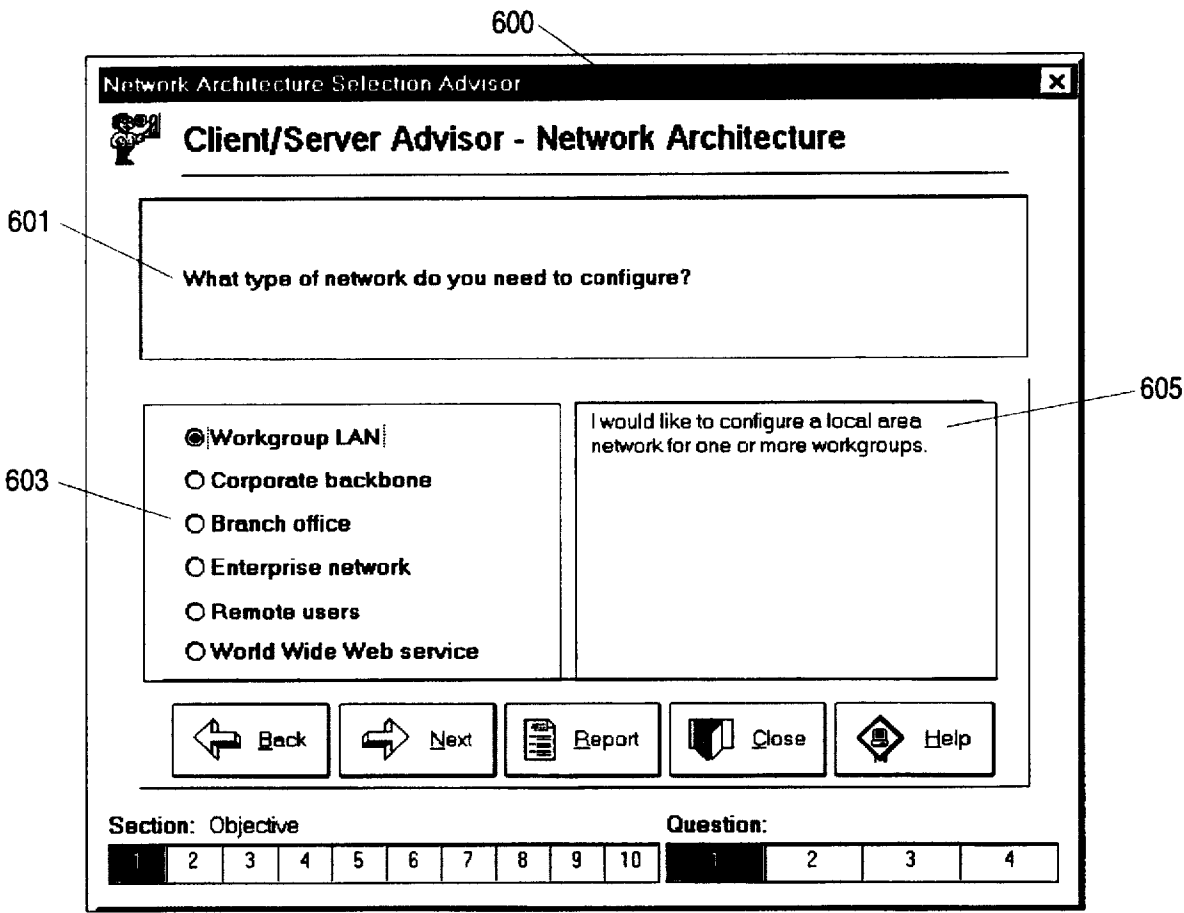 600
Network Architecture Selection Advisor
Client/Server Advisor - Network Architecture
601
What type of network do you need to configure?
605
I would like to configure a local area
network for one or more workgroups.
603
Workgroup LAN
Corporate backbone
Branch office
Enterprise network
Remote users
World Wide Web service
Back
Next
Report
Close
Help
Section: Objective
1 2 3 4 5 6 7 8 9 10
Question:
1 2 3 4